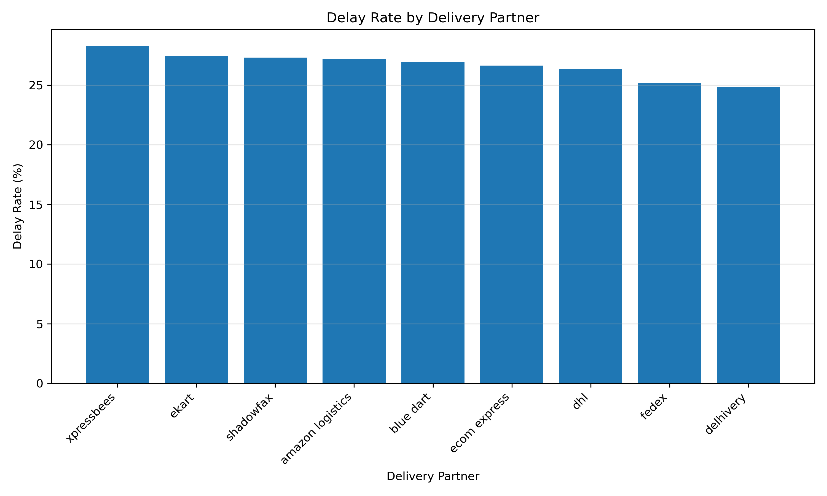 Delay Rate by Delivery Partner
Delay Rate (%)
25
20
15
10
5
0
xpressbees
ekart
shadowfax
amazon logistics
blue dart
ecom express
dhl
fedex
delhivery
Delivery Partner